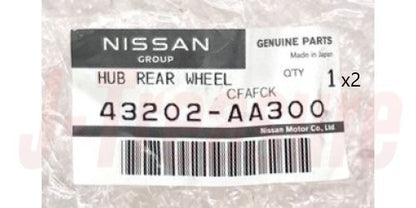 NISSAN
GROUP
GENUINE PARTS
Made in Japan
HUB REAR WHEEL
QTY
1 x2
CFAFCK
43202-AA300
Nissan Motor Co., Ltd.
J-Treasure